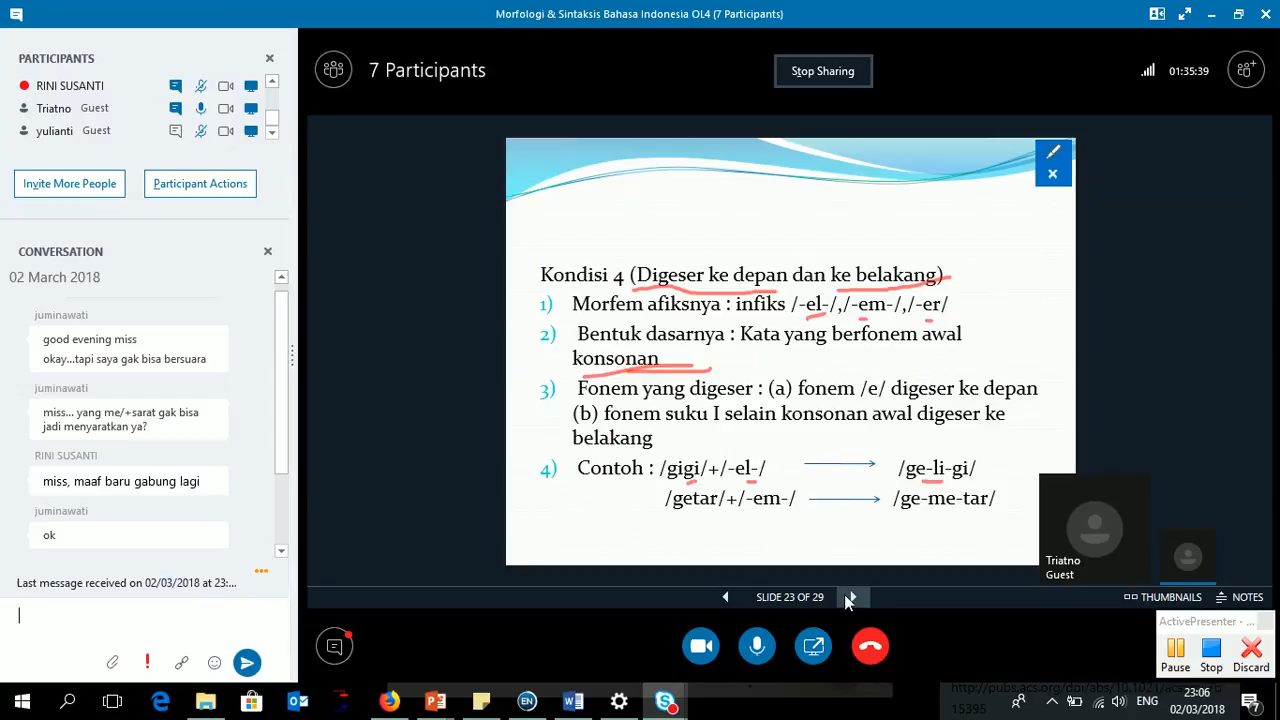 Morfologi & Sintaksis Bahasa Indonesia OL4 (7 Participants)
PARTICIPANTS
RINI SUSANTI
Triatno Guest
yulianti Guest
Invite More People
Participant Actions
CONVERSATION
02 March 2018
juminawati
good evening miss
okay...tapi saya gak bisa bersuara
juminawati
miss... yang me/+sarat gak bisa
jadi menyaratkan ya?
RINI SUSANTI
miss, maaf baru gabung lagi
juminawati
ok
Last message received on 02/03/2018 at 23:...
7 Participants
Stop Sharing
01:35:39
Kondisi 4 (Digeser ke depan dan ke belakang)
1) Morfem afiksnya : infiks /-el-/,/-em-/,/-er/
2) Bentuk dasarnya : Kata yang berfonem awal
konsonan
3) Fonem yang digeser : (a) fonem /e/ digeser ke depan
(b) fonem suku I selain konsonan awal digeser ke
belakang
4) Contoh : /gigi/+/-el-/ /ge-li-gi/
/getar/+/-em-/ /ge-me-tar/
Triatno
Guest
SLIDE 23 OF 29
THUMBNAILS
NOTES
ActivePresenter - ...
Pause
Stop
Discard
EN
ENG
23:06
02/03/2018
7
15395